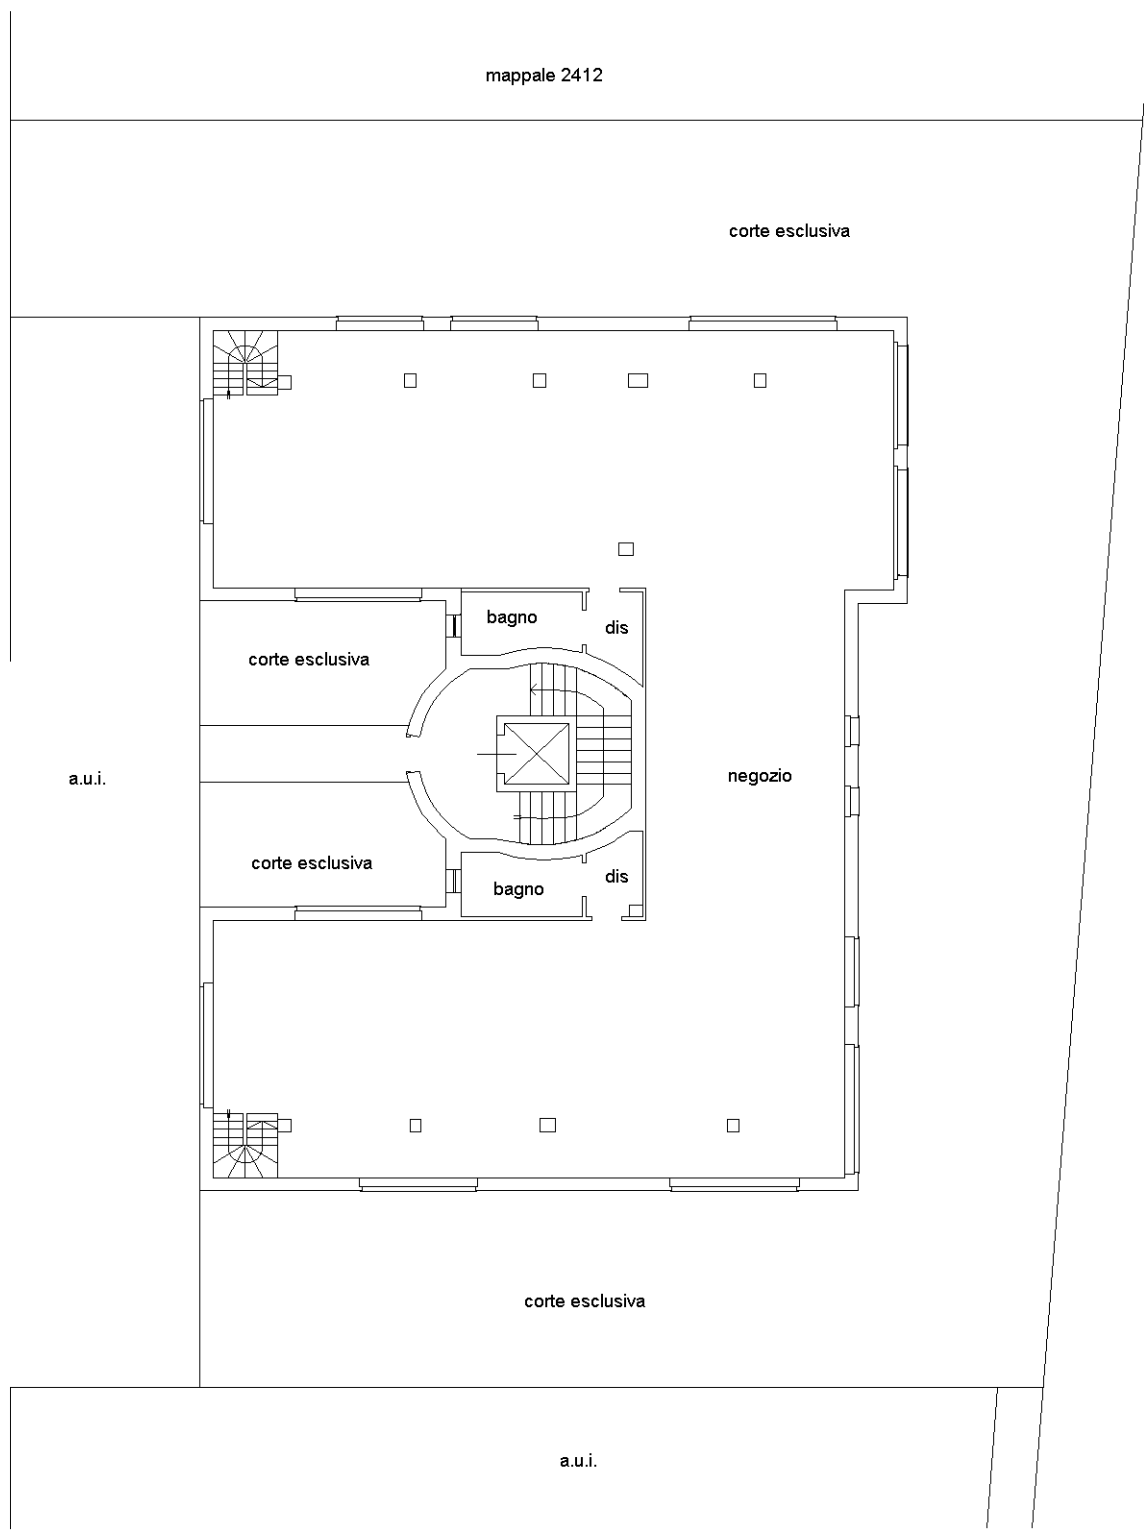 mappale 2412
corte esclusiva
bagno
dis
corte esclusiva
negozio
a.u.i.
corte esclusiva
dis
bagno
corte esclusiva
a.u.i.